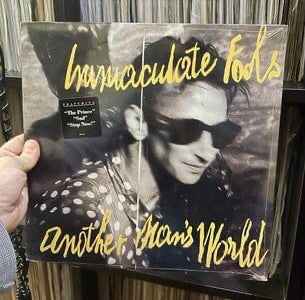 Immaculate Fools
FEATURING
"The Prince"
"Sad"
"Stop Now!"
another Man's World